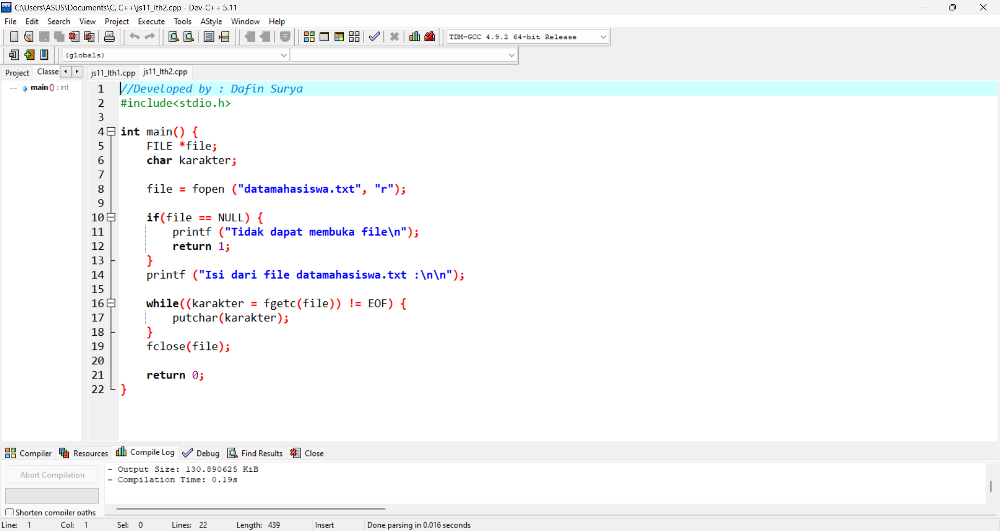 C:\Users\ASUS\Documents\C, C++\js11_lth2.cpp - Dev-C++ 5.11
File Edit Search View Project Execute Tools AStyle Window Help
TDM-GCC 4.9.2 64-bit Release
(globals)
Project Classe js11_lth1.cpp js11_lth2.cpp
main () : int
1 //Developed by : Dafin Surya
2 #include<stdio.h>
3
4 int main() {
5 FILE *file;
6 char karakter;
7
8 file = fopen ("datamahasiswa.txt", "r");
9
10 if(file == NULL) {
11 printf ("Tidak dapat membuka file\n");
12 return 1;
13 }
14 printf ("Isi dari file datamahasiswa.txt :\n\n");
15
16 while((karakter = fgetc(file)) != EOF) {
17 putchar(karakter);
18 }
19 fclose(file);
20
21 return 0;
22 }
Compiler Resources Compile Log Debug Find Results Close
Abort Compilation
- Output Size: 130.890625 KiB
- Compilation Time: 0.19s
Shorten compiler paths
Line: 1 Col: 1 Sel: 0 Lines: 22 Length: 439 Insert Done parsing in 0.016 seconds